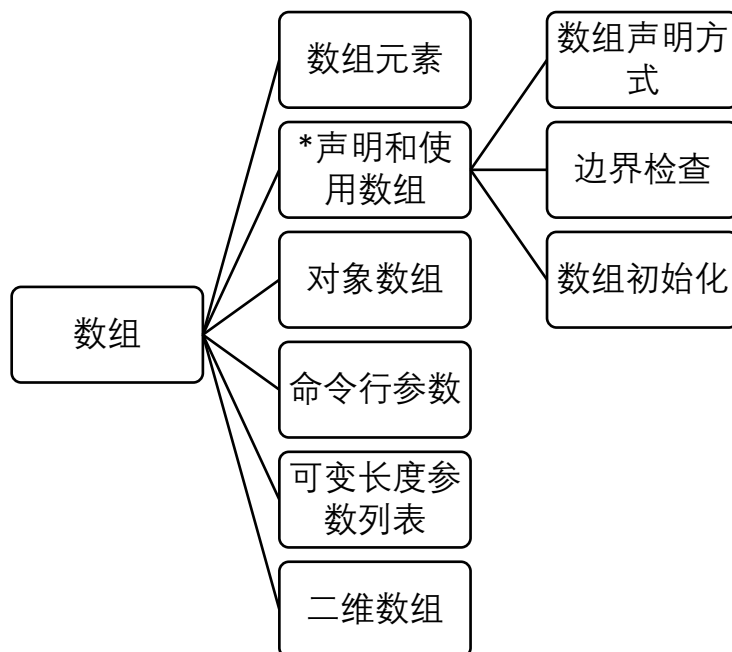 数组
数组元素
*声明和使
用数组
对象数组
命令行参数
可变长度参
数列表
二维数组
数组声明方
式
边界检查
数组初始化